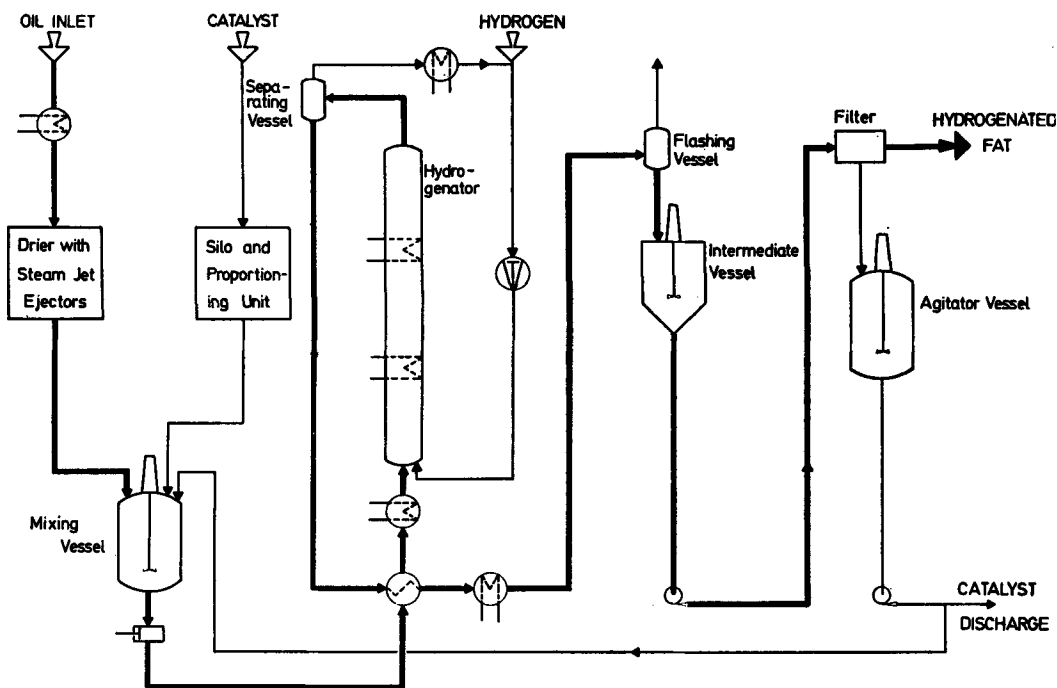 OIL INLET
CATALYST
HYDROGEN
Sepa-
rating
Vessel
Hydro-
genator
Flashing
Vessel
Filter
HYDROGENATED
FAT
Drier with
Steam Jet
Ejectors
Silo and
Proportion-
ing Unit
Intermediate
Vessel
Agitator Vessel
Mixing
Vessel
CATALYST
DISCHARGE